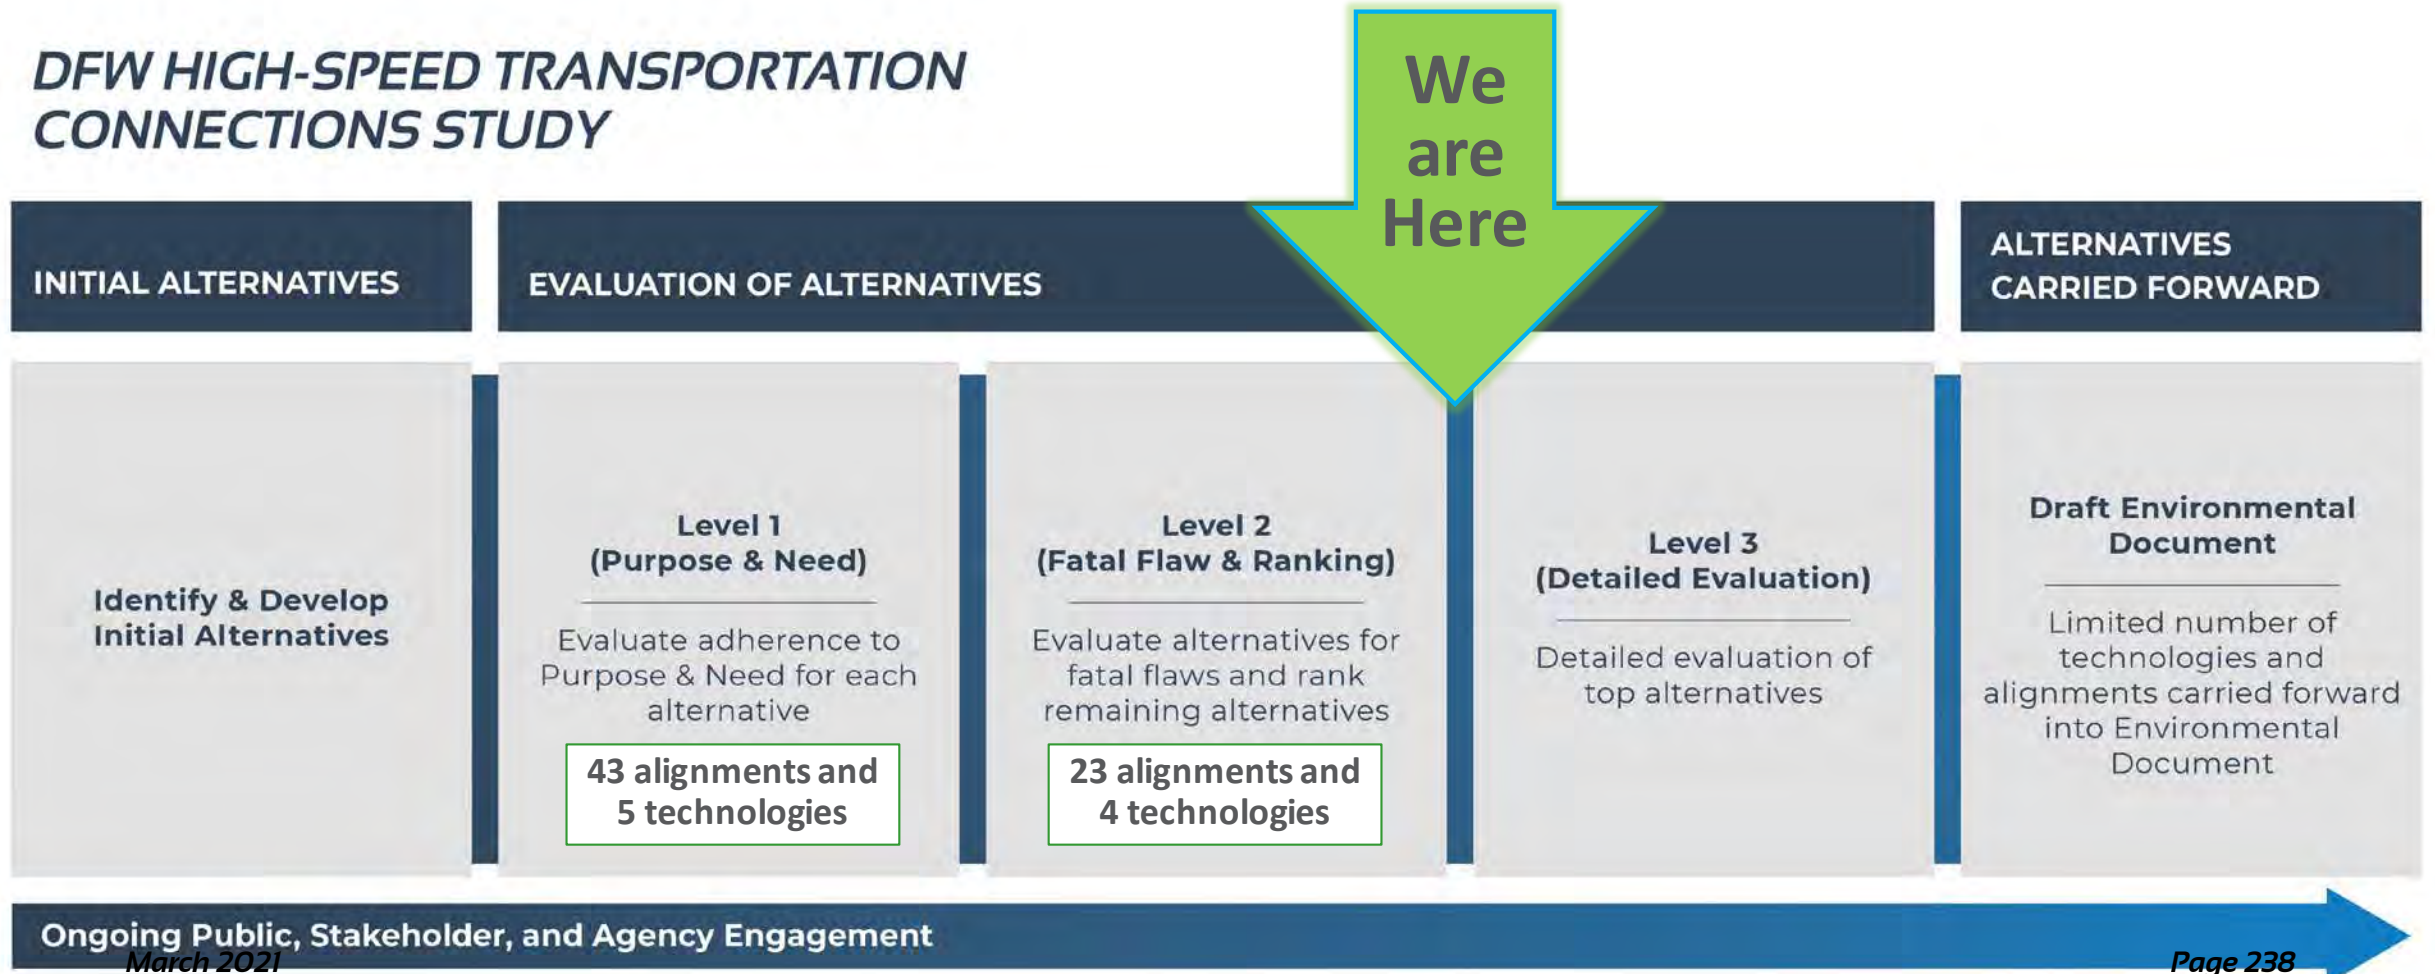 DFW HIGH-SPEED TRANSPORTATION
CONNECTIONS STUDY
We
are
Here
INITIAL ALTERNATIVES
EVALUATION OF ALTERNATIVES
ALTERNATIVES
CARRIED FORWARD
Identify & Develop
Initial Alternatives
Level 1
(Purpose & Need)
Evaluate adherence to
Purpose & Need for each
alternative
43 alignments and
5 technologies
Level 2
(Fatal Flaw & Ranking)
Evaluate alternatives for
fatal flaws and rank
remaining alternatives
23 alignments and
4 technologies
Level 3
(Detailed Evaluation)
Detailed evaluation of
top alternatives
Draft Environmental
Document
Limited number of
technologies and
alignments carried forward
into Environmental
Document
Ongoing Public, Stakeholder, and Agency Engagement
March 2021
Page 238